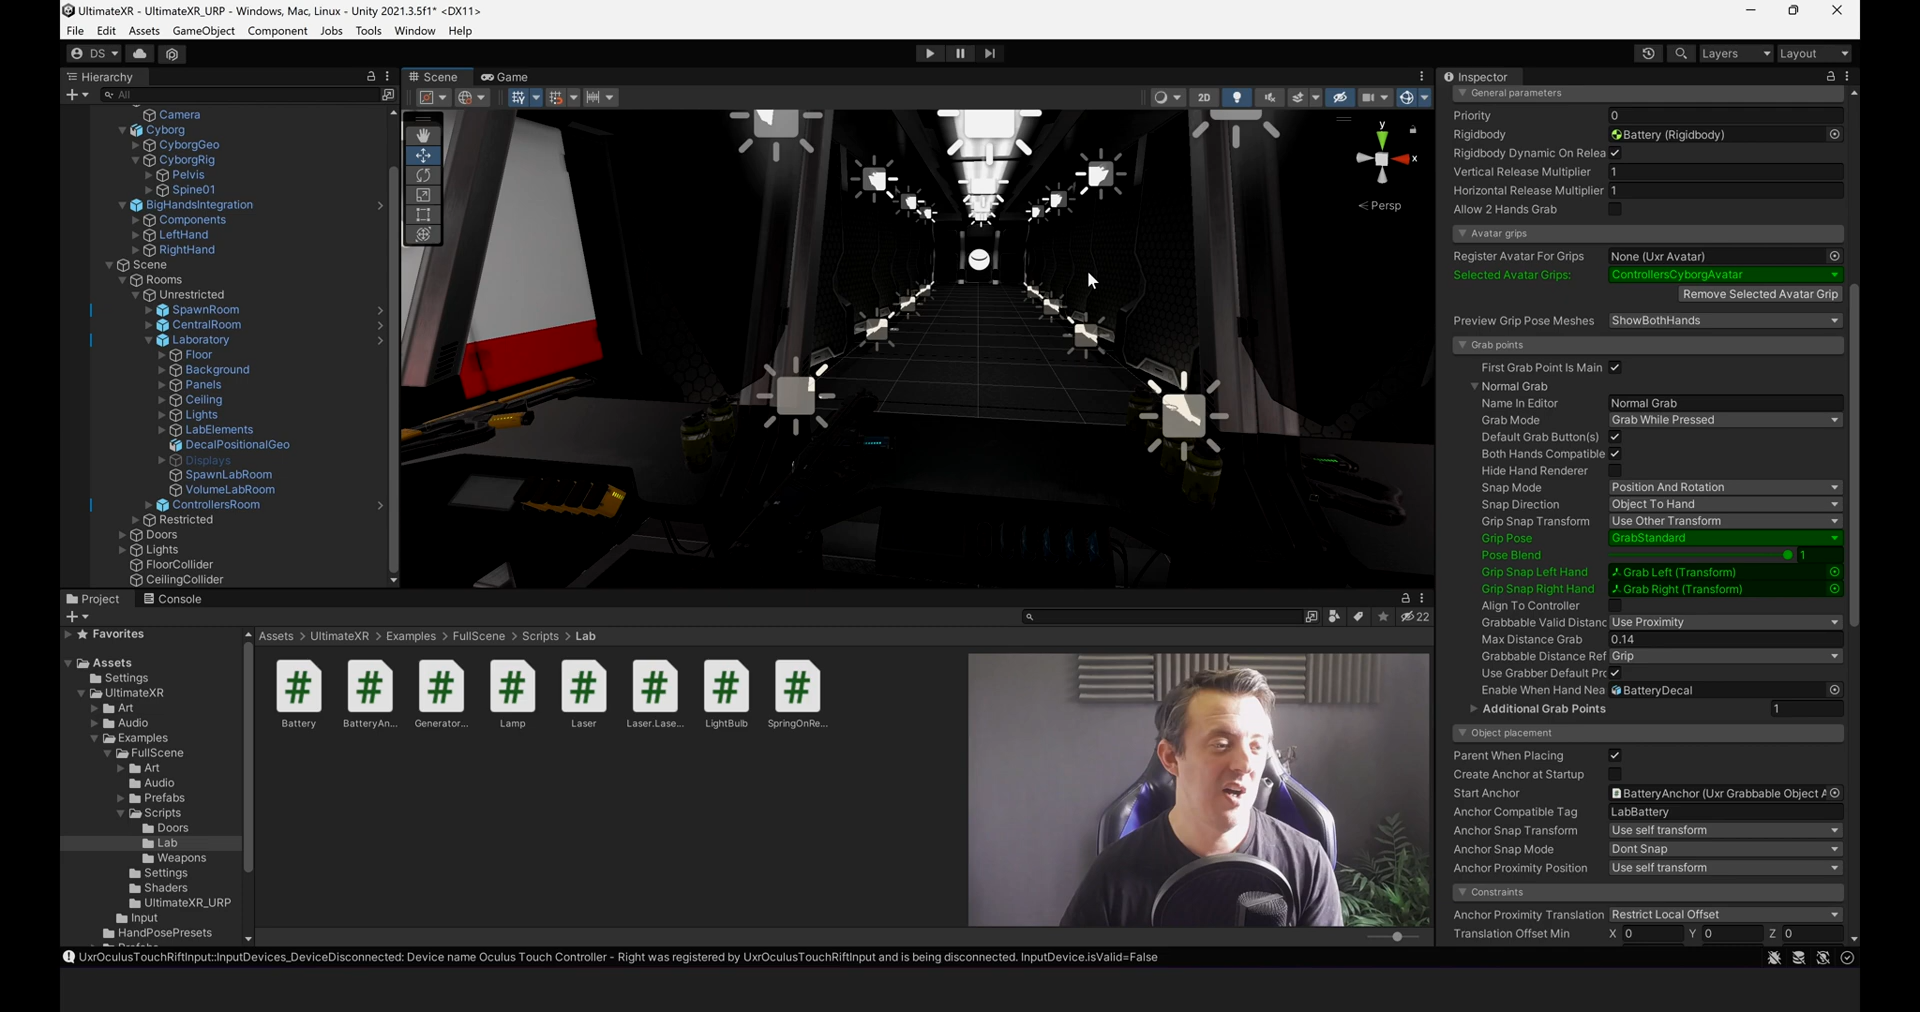 UltimateXR - UltimateXR_URP - Windows, Mac, Linux - Unity 2021.3.5f1* <DX11>
File Edit Assets GameObject Component Jobs Tools Window Help
DS Layers Layout
Hierarchy
All
Camera
Cyborg
CyborgGeo
CyborgRig
Pelvis
Spine01
BigHandsIntegration
Components
LeftHand
RightHand
Scene
Rooms
Unrestricted
SpawnRoom
CentralRoom
Laboratory
Floor
Background
Panels
Ceiling
Lights
LabElements
DecalPositionalGeo
Displays
SpawnLabRoom
VolumeLabRoom
ControllersRoom
Restricted
Doors
Lights
FloorCollider
CeilingCollider
Scene Game
2D
y
x
Persp
Inspector
General parameters
Priority 0
Rigidbody Battery (Rigidbody)
Rigidbody Dynamic On Relea
Vertical Release Multiplier 1
Horizontal Release Multiplier 1
Allow 2 Hands Grab
Avatar grips
Register Avatar For Grips None (Uxr Avatar)
Selected Avatar Grips: ControllersCyborgAvatar
Remove Selected Avatar Grip
Preview Grip Pose Meshes ShowBothHands
Grab points
First Grab Point Is Main
Normal Grab
Name In Editor Normal Grab
Grab Mode Grab While Pressed
Default Grab Button(s)
Both Hands Compatible
Hide Hand Renderer
Snap Mode Position And Rotation
Snap Direction Object To Hand
Grip Snap Transform Use Other Transform
Grip Pose GrabStandard
Pose Blend 1
Grip Snap Left Hand Grab Left (Transform)
Grip Snap Right Hand Grab Right (Transform)
Align To Controller
Grabbable Valid Distanc Use Proximity
Max Distance Grab 0.14
Grabbable Distance Ref Grip
Use Grabber Default Prc
Enable When Hand Nea BatteryDecal
Additional Grab Points 1
Object placement
Parent When Placing
Create Anchor at Startup
Start Anchor BatteryAnchor (Uxr Grabbable Object A
Anchor Compatible Tag LabBattery
Anchor Snap Transform Use self transform
Anchor Snap Mode Dont Snap
Anchor Proximity Position Use self transform
Constraints
Anchor Proximity Translation Restrict Local Offset
Translation Offset Min X 0 Y 0 Z 0
Project Console
22
Favorites
Assets
Settings
UltimateXR
Art
Audio
Examples
FullScene
Art
Audio
Prefabs
Scripts
Doors
Lab
Weapons
Settings
Shaders
UltimateXR_URP
Input
HandPosePresets
Assets > UltimateXR > Examples > FullScene > Scripts > Lab
Battery BatteryAn... Generator... Lamp Laser Laser.Lase... LightBulb SpringOnRe...
UxrOculusTouchRiftInput::InputDevices_DeviceDisconnected: Device name Oculus Touch Controller - Right was registered by UxrOculusTouchRiftInput and is being disconnected. InputDevice.isValid=False